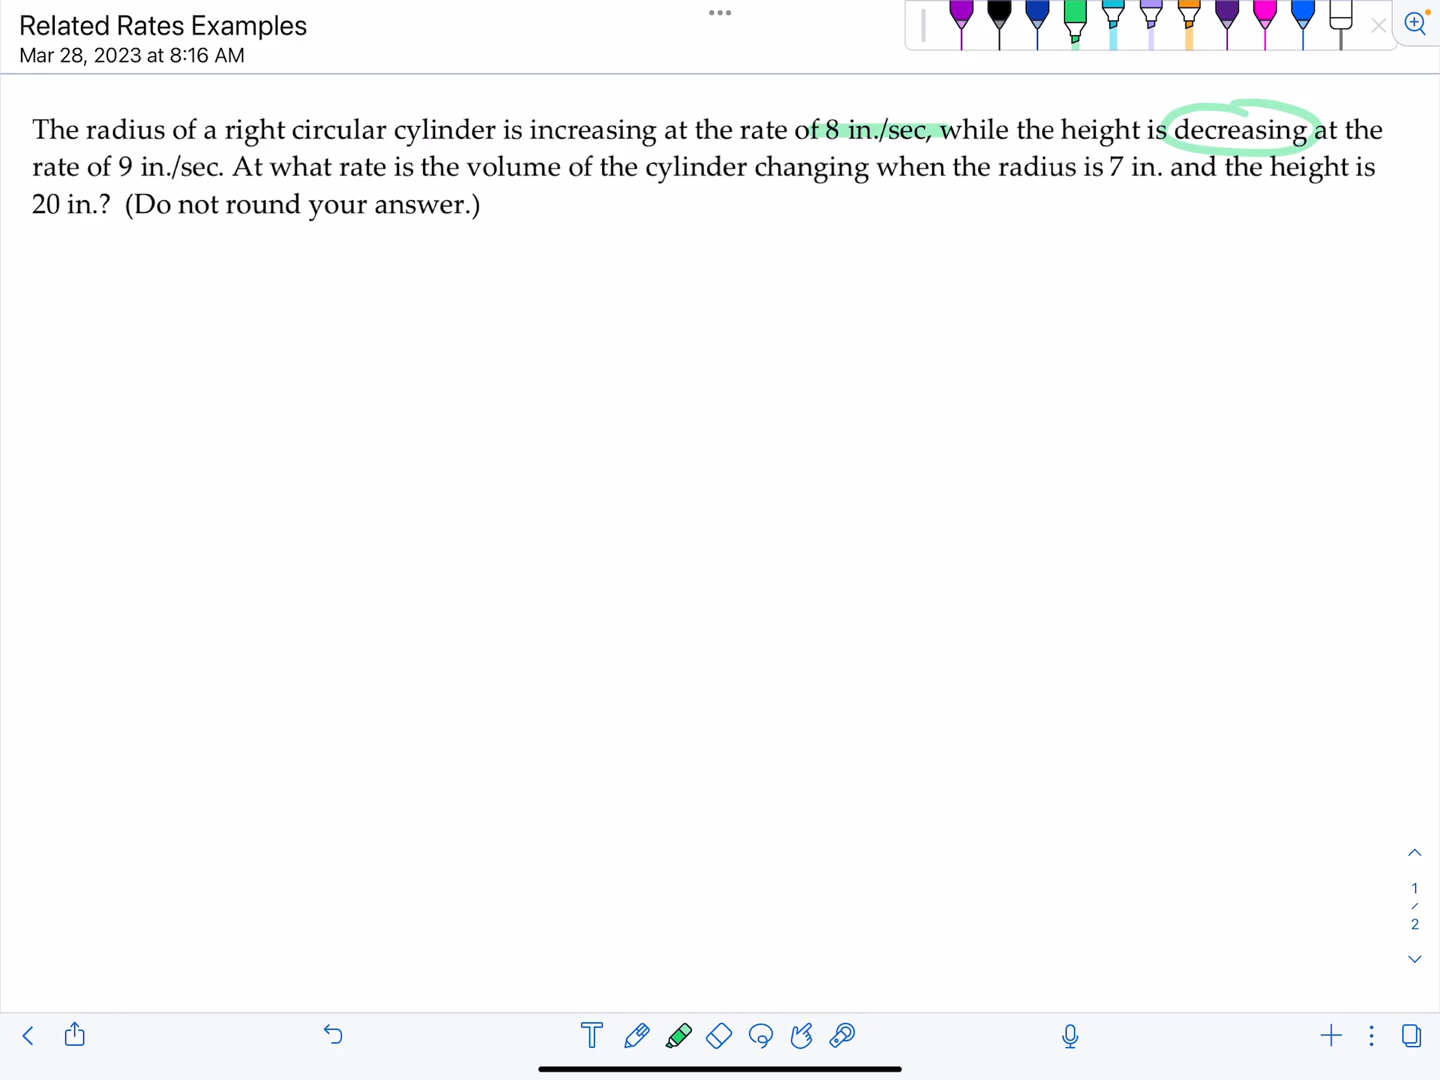 Related Rates Examples
Mar 28, 2023 at 8:16 AM
The radius of a right circular cylinder is increasing at the rate of 8 in./sec, while the height is decreasing at the
rate of 9 in./sec. At what rate is the volume of the cylinder changing when the radius is 7 in. and the height is
20 in.? (Do not round your answer.)
1
/
2